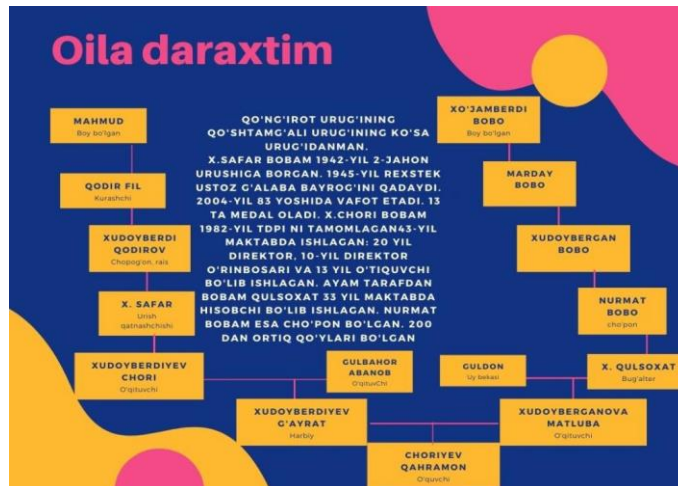 Oila daraxtim
MAHMUD
Boy bo'lgan
QODIR FIL
Kurashchi
XUDOYBERDI
QODIROV
Chopog'on, rais
X. SAFAR
Urish
qatnashchishi
XUDOYBERDIYEV
CHORI
O'qituvchi
QO'NG'IROT URUG'INING
QO'SHTAMG'ALI URUG'INING KO'SA
URUG'IDANMAN.
X.SAFAR BOBAM 1942-YIL 2-JAHON
URUSHIGA BORGAN. 1945-YIL REXSTEK
USTOZ G'ALABA BAYROG'INI QADAYDI.
2004-YIL 83 YOSHIDA VAFOT ETADI. 13
TA MEDAL OLADI. X.CHORI BOBAM
1982-YIL TDPI NI TAMOMLAGAN43-YIL
MAKTABDA ISHLAGAN: 20 YIL
DIREKTOR, 10-YIL DIREKTOR
O'RINBOSARI VA 13 YIL O'TIQUVCHI
BO'LIB ISHLAGAN. AYAM TARAFDAN
BOBAM QULSOXAT 33 YIL MAKTABDA
HISOBCHI BO'LIB ISHLAGAN. NURMAT
BOBAM ESA CHO'PON BO'LGAN. 200
DAN ORTIQ QO'YLARI BO'LGAN
XO'JAMBERDI
BOBO
Boy bo'lgan
MARDAY
BOBO
XUDOYBERGAN
BOBO
NURMAT
BOBO
cho'pon
X. QULSOXAT
Bug'alter
GULBAHOR
ABANOB
O'qituvChi
GULDON
Uy bekasi
XUDOYBERDIYEV
G'AYRAT
Harbiy
XUDOYBERGANOVA
MATLUBA
O'qituvchi
CHORIYEV
QAHRAMON
O'quvchi